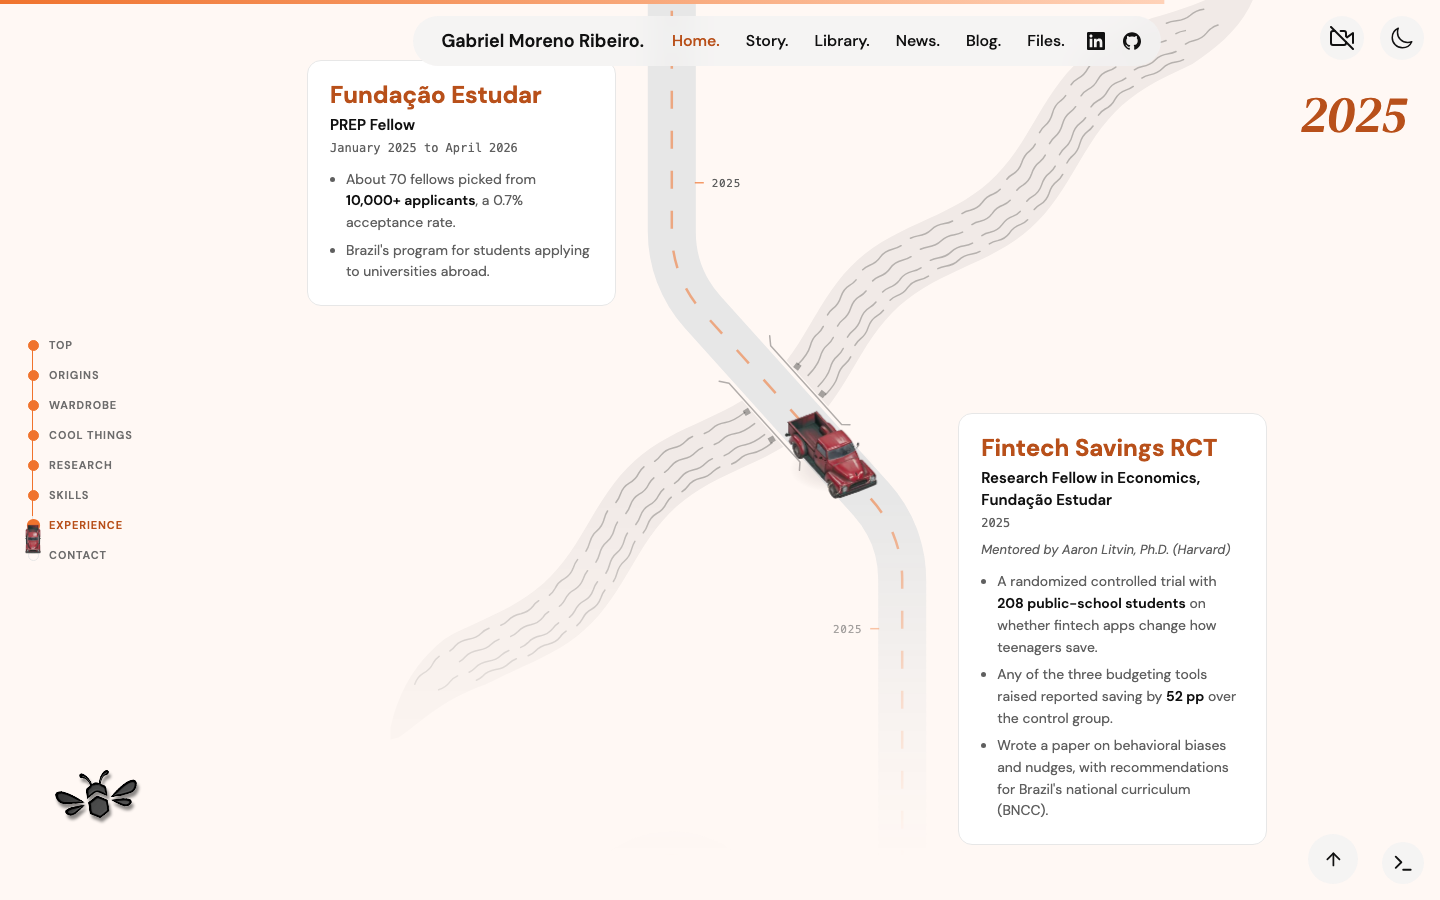 Gabriel Moreno Ribeiro.
Home.
Story.
Library.
News.
Blog.
Files.
2025
Fundação Estudar
PREP Fellow
January 2025 to April 2026
About 70 fellows picked from
10,000+ applicants, a 0.7%
acceptance rate.
Brazil's program for students applying
to universities abroad.
2025
TOP
ORIGINS
WARDROBE
COOL THINGS
RESEARCH
SKILLS
EXPERIENCE
CONTACT
Fintech Savings RCT
Research Fellow in Economics,
Fundação Estudar
2025
Mentored by Aaron Litvin, Ph.D. (Harvard)
A randomized controlled trial with
208 public-school students on
whether fintech apps change how
teenagers save.
Any of the three budgeting tools
raised reported saving by 52 pp over
the control group.
Wrote a paper on behavioral biases
and nudges, with recommendations
for Brazil's national curriculum
(BNCC).
2025